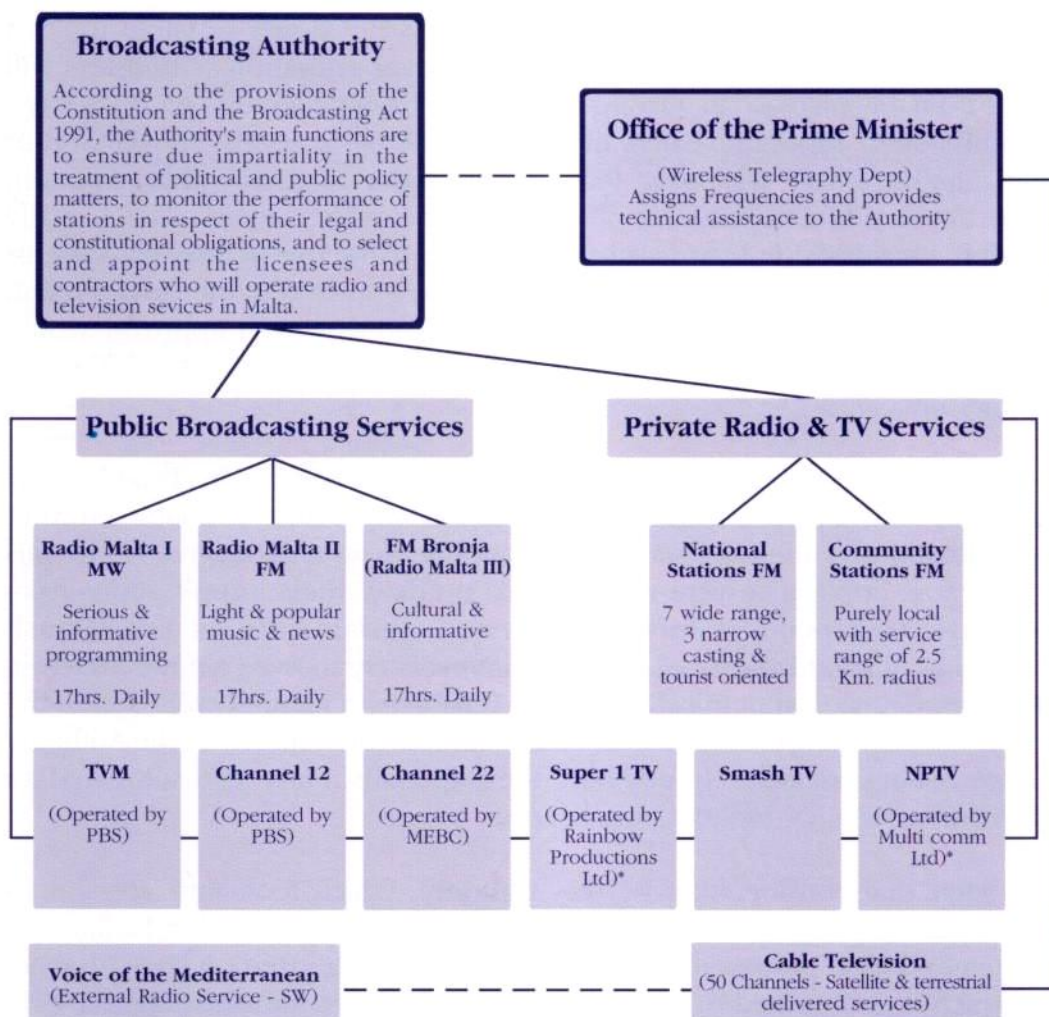 Broadcasting Authority
According to the provisions of the
Constitution and the Broadcasting Act
1991, the Authority's main functions are
to ensure due impartiality in the
treatment of political and public policy
matters, to monitor the performance of
stations in respect of their legal and
constitutional obligations, and to select
and appoint the licensees and
contractors who will operate radio and
television sevices in Malta.
Office of the Prime Minister
(Wireless Telegraphy Dept)
Assigns Frequencies and provides
technical assistance to the Authority
Public Broadcasting Services
Private Radio & TV Services
Radio Malta I
MW
Serious &
informative
programming
17hrs. Daily
Radio Malta II
FM
Light & popular
music & news
17hrs. Daily
FM Bronja
(Radio Malta III)
Cultural &
informative
17hrs. Daily
National
Stations FM
7 wide range,
3 narrow
casting &
tourist oriented
Community
Stations FM
Purely local
with service
range of 2.5
Km. radius
TVM
(Operated by
PBS)
Channel 12
(Operated by
PBS)
Channel 22
(Operated by
MEBC)
Super 1 TV
(Operated by
Rainbow
Productions
Ltd)*
Smash TV
NPTV
(Operated by
Multi comm
Ltd)*
Voice of the Mediterranean
(External Radio Service - SW)
Cable Television
(50 Channels - Satellite & terrestrial
delivered services)